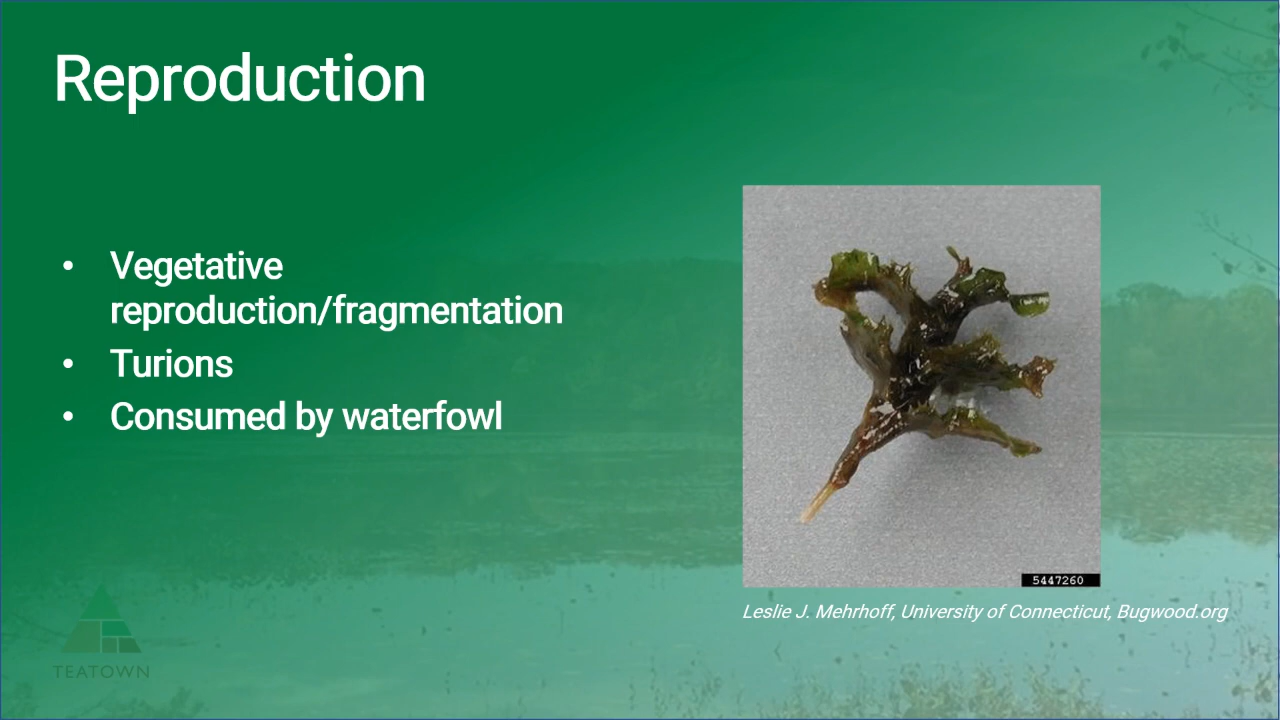 Reproduction
• Vegetative
reproduction/fragmentation
• Turions
• Consumed by waterfowl
5447260
Leslie J. Mehrhoff, University of Connecticut, Bugwood.org
TEATOWN